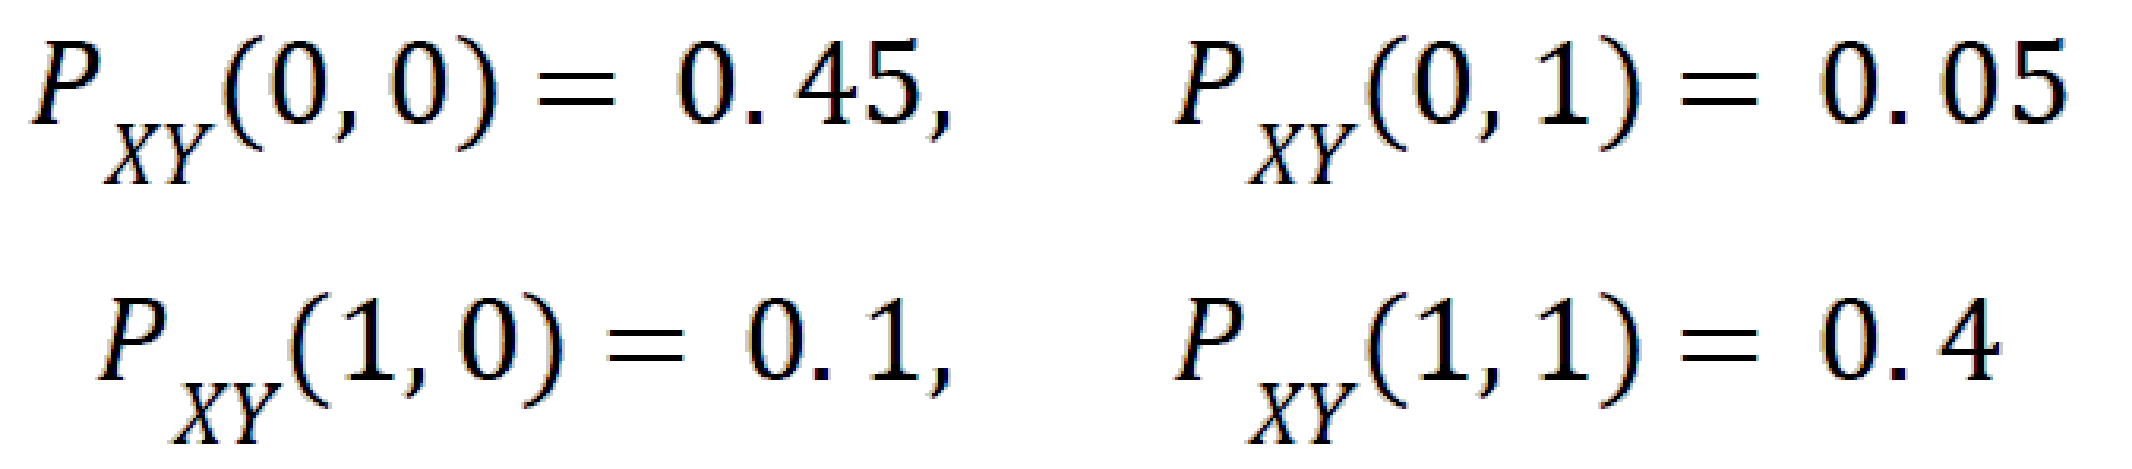 P_XY(0, 0) = 0. 45, P_XY(0, 1) = 0. 05
P_XY(1, 0) = 0. 1, P_XY(1, 1) = 0. 4